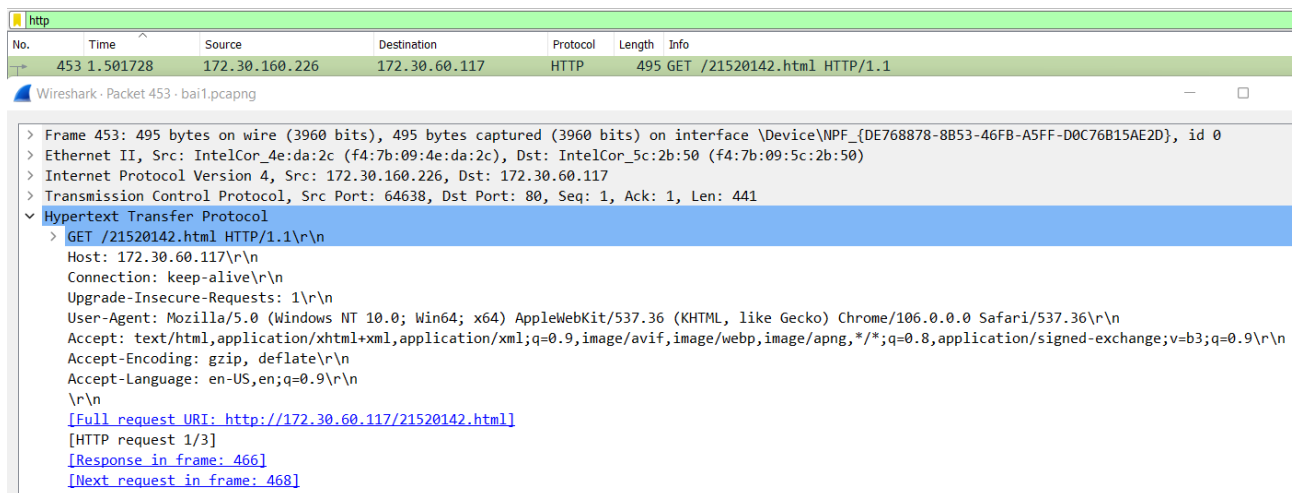 http
No. Time Source Destination Protocol Length Info
453 1.501728 172.30.160.226 172.30.60.117 HTTP 495 GET /21520142.html HTTP/1.1
Wireshark · Packet 453 · bai1.pcapng
> Frame 453: 495 bytes on wire (3960 bits), 495 bytes captured (3960 bits) on interface \Device\NPF_{DE768878-8B53-46FB-A5FF-D0C76B15AE2D}, id 0
> Ethernet II, Src: IntelCor_4e:da:2c (f4:7b:09:4e:da:2c), Dst: IntelCor_5c:2b:50 (f4:7b:09:5c:2b:50)
> Internet Protocol Version 4, Src: 172.30.160.226, Dst: 172.30.60.117
> Transmission Control Protocol, Src Port: 64638, Dst Port: 80, Seq: 1, Ack: 1, Len: 441
Hypertext Transfer Protocol
> GET /21520142.html HTTP/1.1\r\n
Host: 172.30.60.117\r\n
Connection: keep-alive\r\n
Upgrade-Insecure-Requests: 1\r\n
User-Agent: Mozilla/5.0 (Windows NT 10.0; Win64; x64) AppleWebKit/537.36 (KHTML, like Gecko) Chrome/106.0.0.0 Safari/537.36\r\n
Accept: text/html,application/xhtml+xml,application/xml;q=0.9,image/avif,image/webp,image/apng,*/*;q=0.8,application/signed-exchange;v=b3;q=0.9\r\n
Accept-Encoding: gzip, deflate\r\n
Accept-Language: en-US,en;q=0.9\r\n
\r\n
[Full request URI: http://172.30.60.117/21520142.html]
[HTTP request 1/3]
[Response in frame: 466]
[Next request in frame: 468]